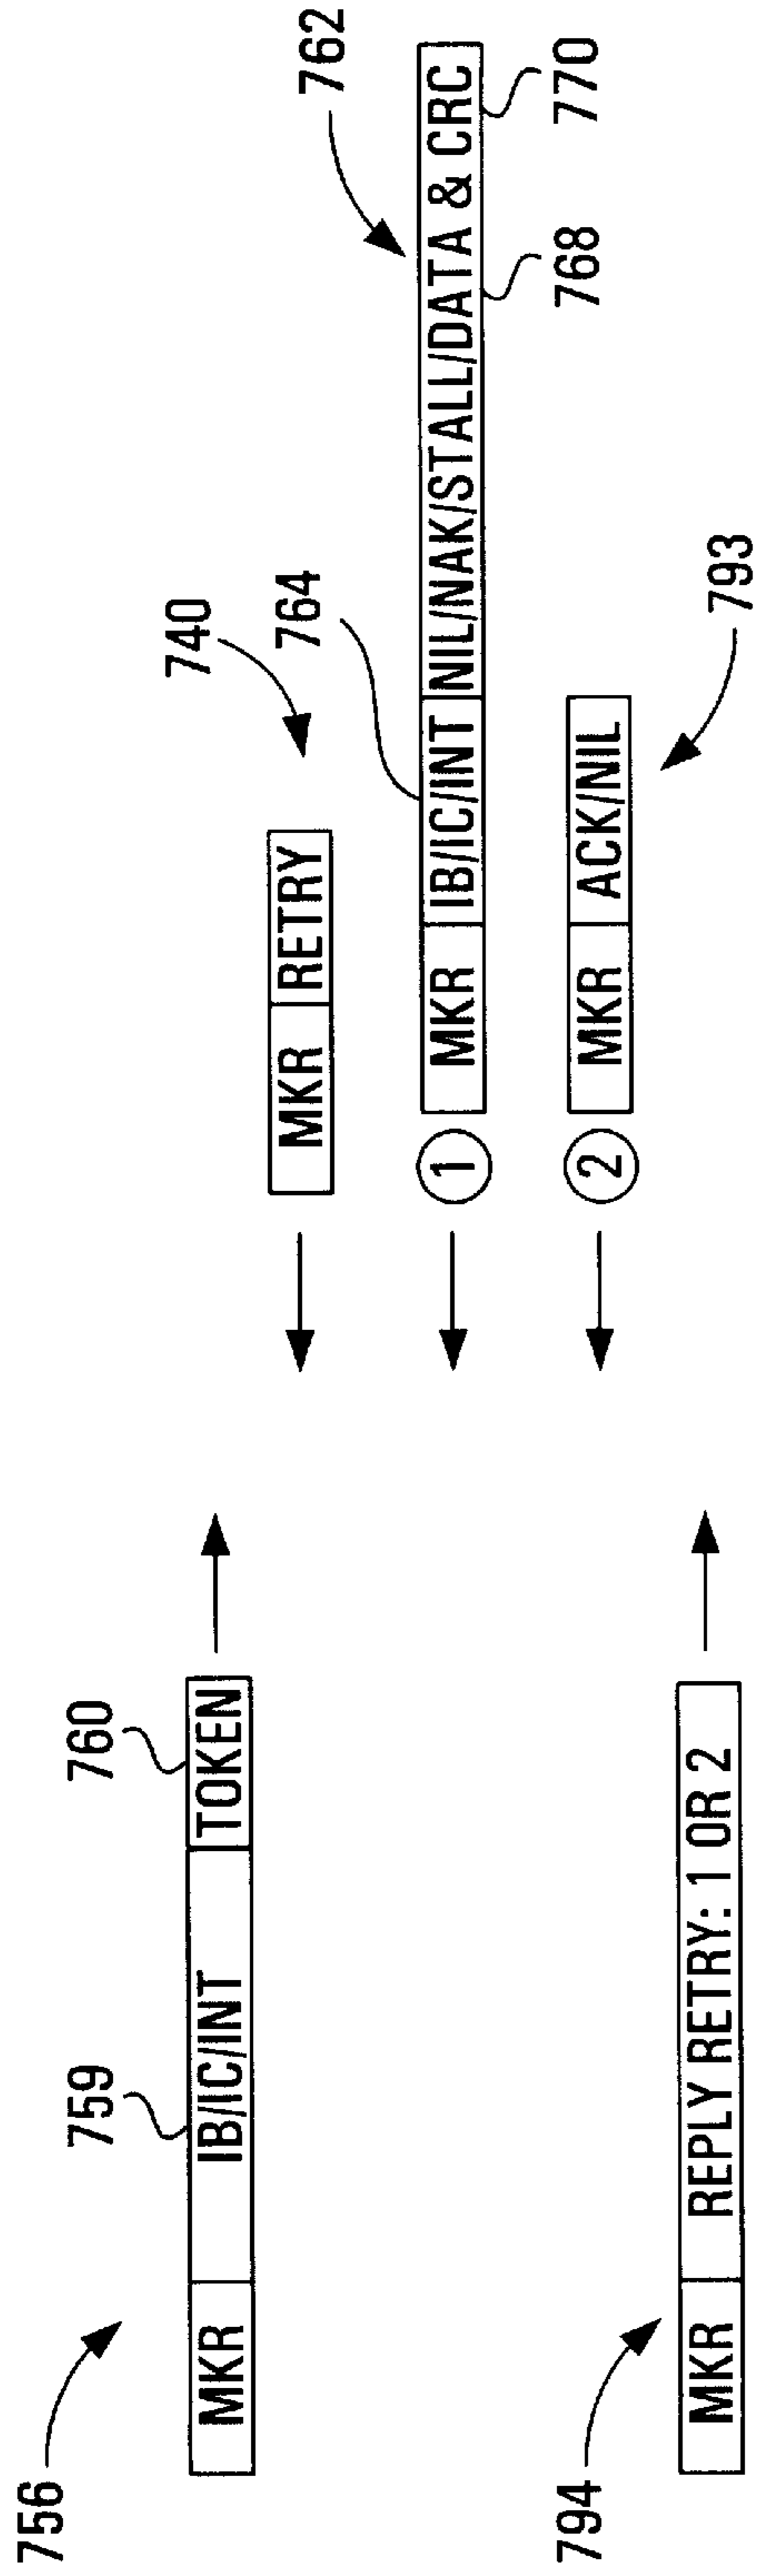 756
MKR IB/IC/INT TOKEN
759
760
MKR RETRY
740
1 MKR IB/IC/INT NIL/NAK/STALL/DATA & CRC
764
762
768
770
2 MKR ACK/NIL
793
794
MKR REPLY RETRY: 1 OR 2